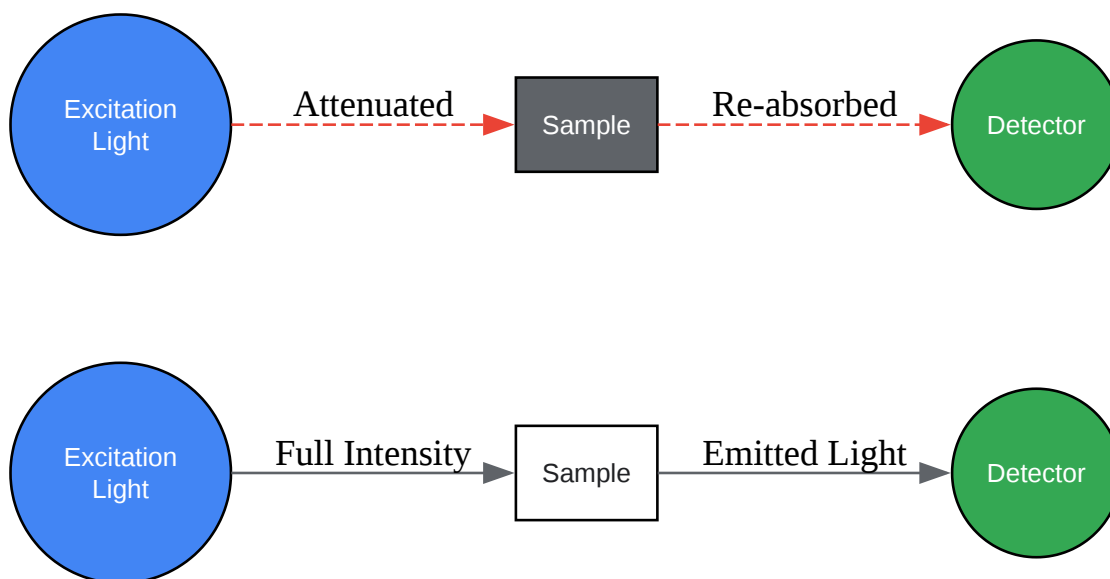 Excitation
Light
Attenuated
Sample
Re-absorbed
Detector
Excitation
Light
Full Intensity
Sample
Emitted Light
Detector